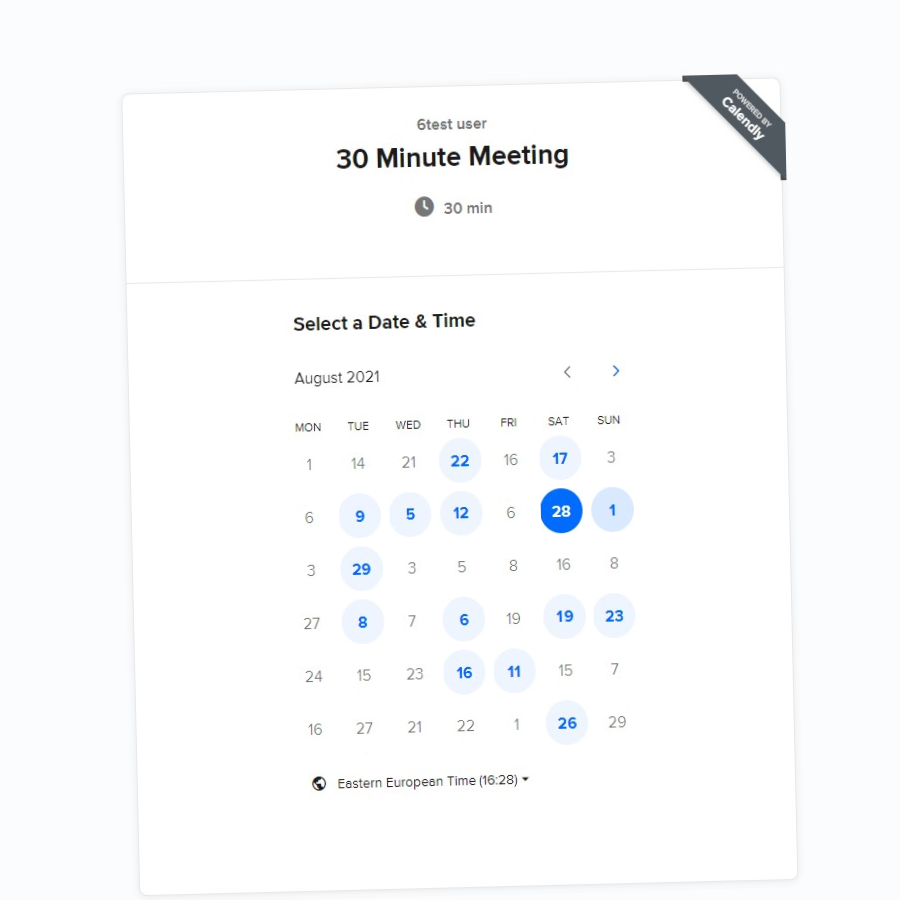 POWERED BY
Calendly
6test user
30 Minute Meeting
30 min
Select a Date & Time
August 2021
MON TUE WED THU FRI SAT SUN
1 14 21 22 16 17 3
6 9 5 12 6 28 1
3 29 3 5 8 16 8
27 8 7 6 19 19 23
24 15 23 16 11 15 7
16 27 21 22 1 26 29
Eastern European Time (16:28)